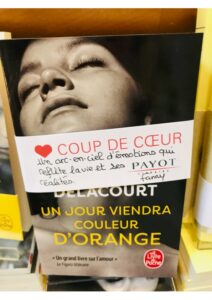 COUP DE CŒUR
Un arc-en-ciel d'émotions qui
reflète la vie et ses
réalités.
PAYOT
DELACOURT
UN JOUR VIENDRA
COULEUR
D'ORANGE
« Un grand livre sur l'amour »
Le Figaro littéraire
Le Livre
de Poche